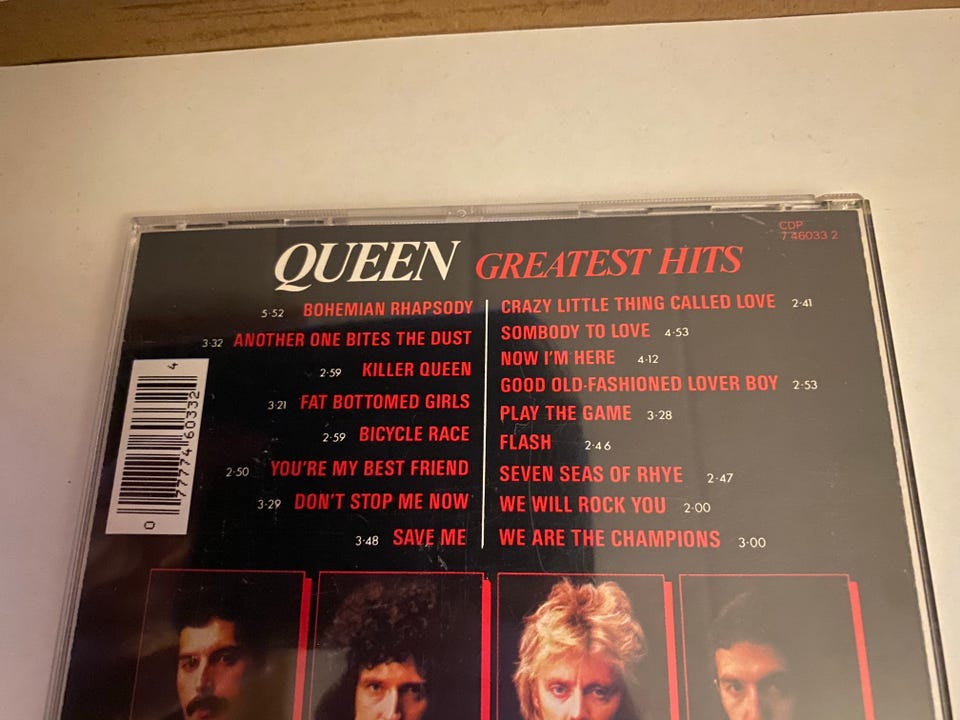 CDP
7 46033 2
QUEEN GREATEST HITS
5·52 BOHEMIAN RHAPSODY
3·32 ANOTHER ONE BITES THE DUST
2·59 KILLER QUEEN
3·21 FAT BOTTOMED GIRLS
2·59 BICYCLE RACE
2·50 YOU'RE MY BEST FRIEND
3·29 DON'T STOP ME NOW
3·48 SAVE ME
CRAZY LITTLE THING CALLED LOVE 2·41
SOMBODY TO LOVE 4·53
NOW I'M HERE 4·12
GOOD OLD-FASHIONED LOVER BOY 2·53
PLAY THE GAME 3·28
FLASH 2·46
SEVEN SEAS OF RHYE 2·47
WE WILL ROCK YOU 2·00
WE ARE THE CHAMPIONS 3·00
0 77774 60332 4